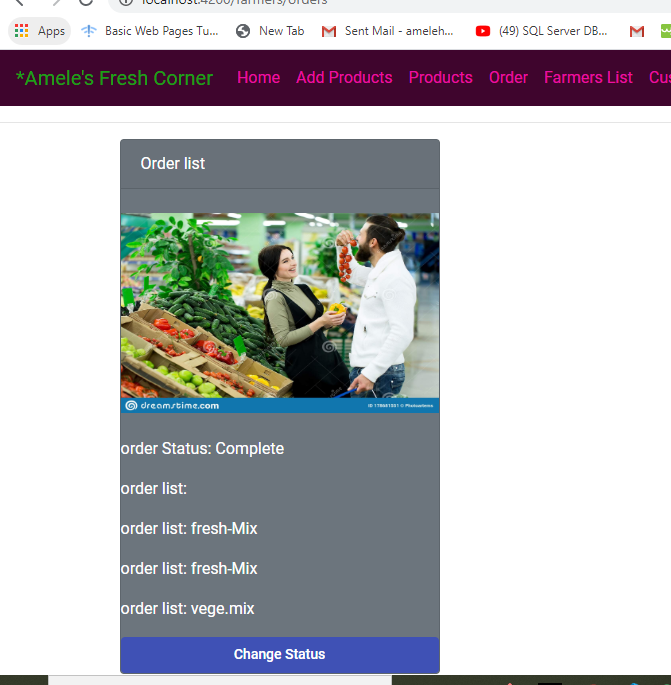 localhost:4200/farmers/orders
Apps Basic Web Pages Tu... New Tab Sent Mail - ameleh... (49) SQL Server DB...
*Amele's Fresh Corner Home Add Products Products Order Farmers List Cus
Order list
dreamstime.com
order Status: Complete
order list:
order list: fresh-Mix
order list: fresh-Mix
order list: vege.mix
Change Status